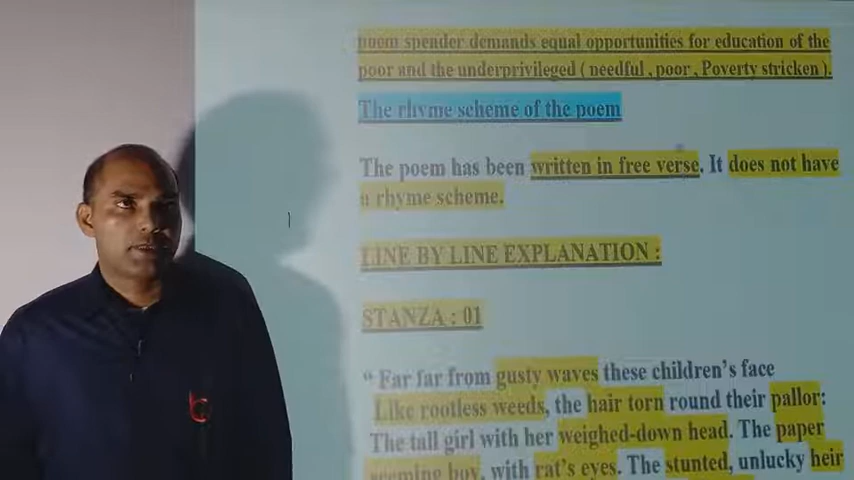 poem spender demands equal opportunities for education of the
poor and the underprivileged ( needful , poor , Poverty stricken )
The rhyme scheme of the poem
The poem has been written in free verse. It does not have
a rhyme scheme.
LINE BY LINE EXPLANATION :
STANZA : 01
“ Far far from gusty waves these children's face
Like rootless weeds, the hair torn round their pallor:
The tall girl with her weighed-down head. The paper
seeming boy, with rat's eyes. The stunted, unlucky heir